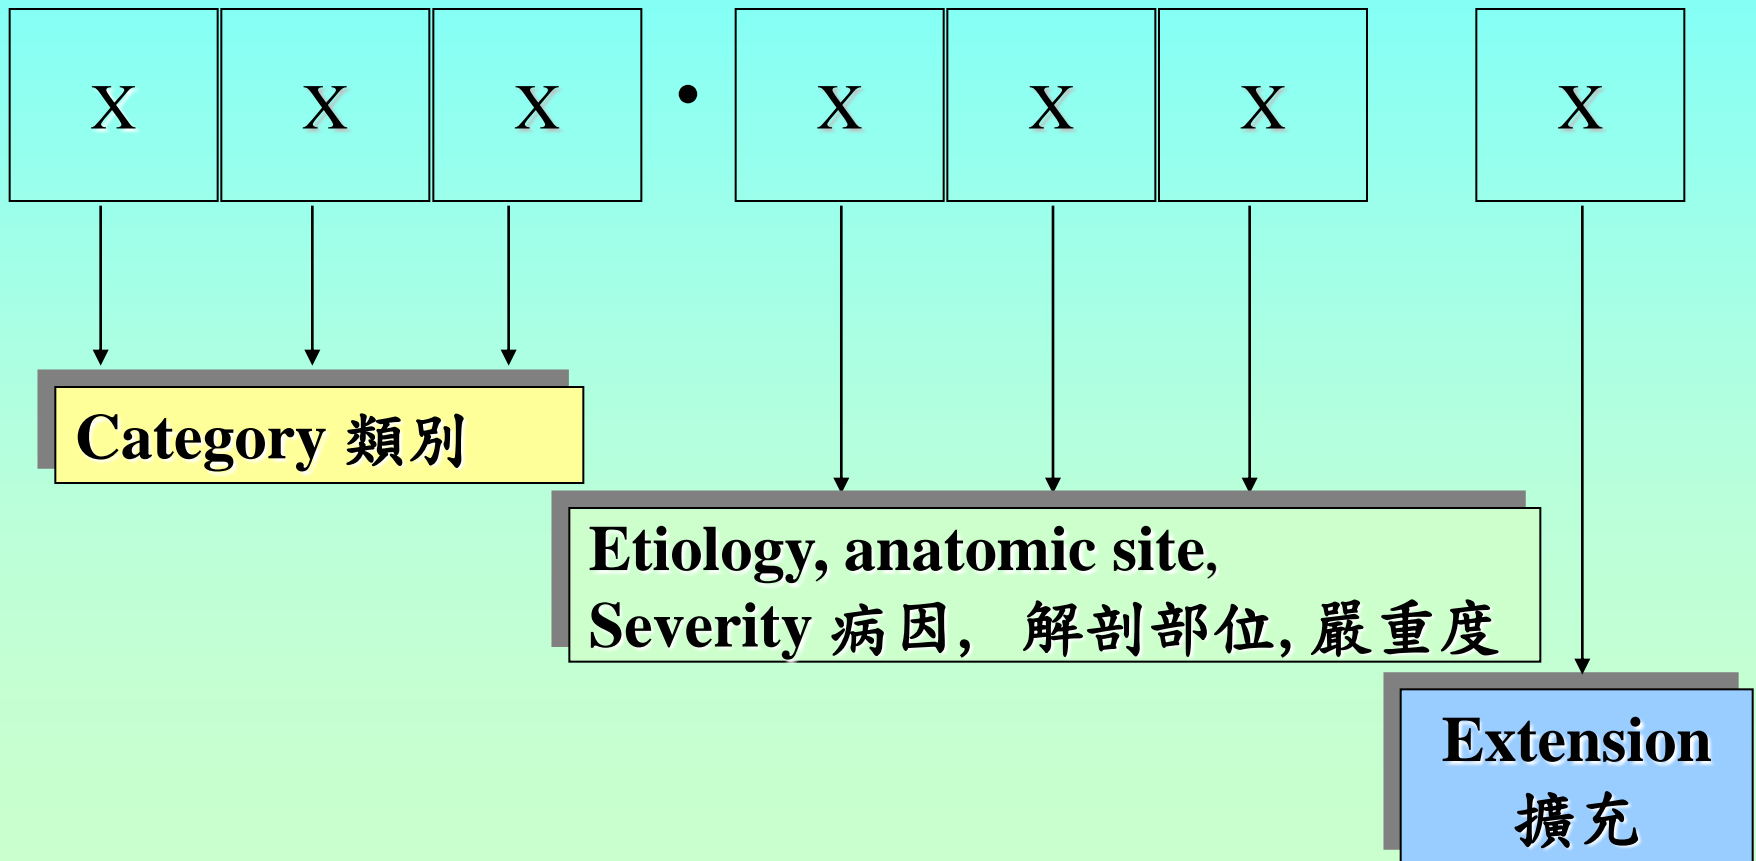 X X X • X X X X
Category 類別
Etiology, anatomic site,
Severity 病因, 解剖部位, 嚴重度
Extension
擴充